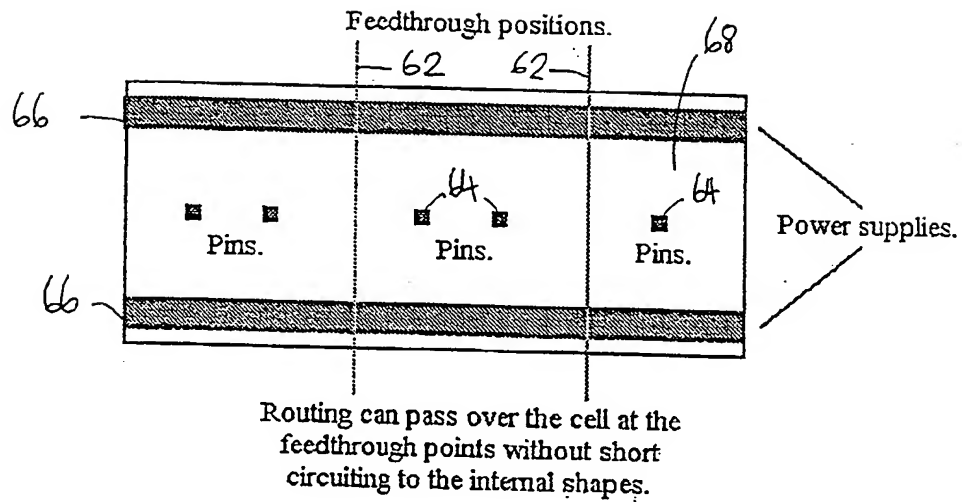 Feedthrough positions.
62 62 68
66
64 64
Pins. Pins. Pins.
Power supplies.
66
Routing can pass over the cell at the
feedthrough points without short
circuiting to the internal shapes.